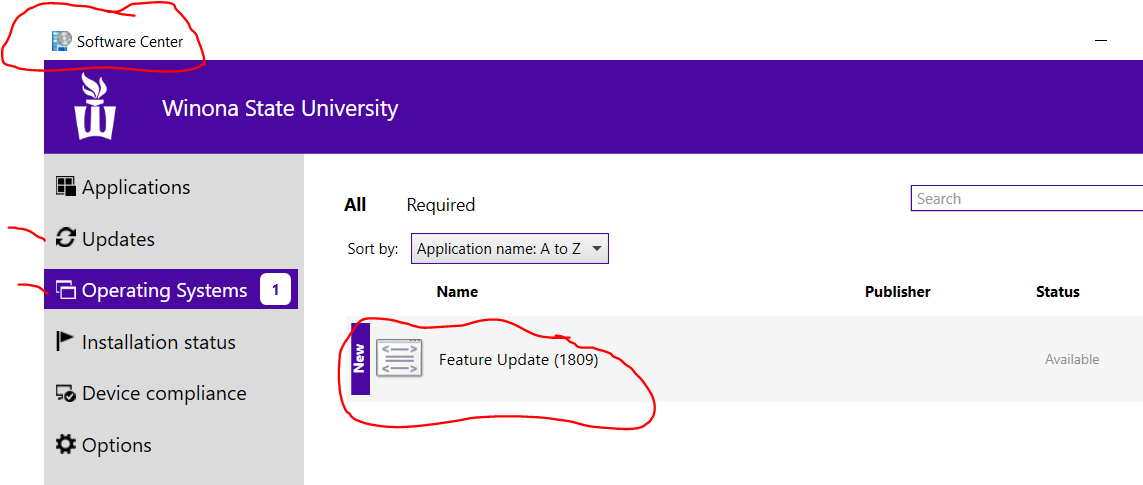 Software Center
Winona State University
Applications
Updates
Operating Systems 1
Installation status
Device compliance
Options
All Required
Search
Sort by: Application name: A to Z
Name Publisher Status
New Feature Update (1809) Available